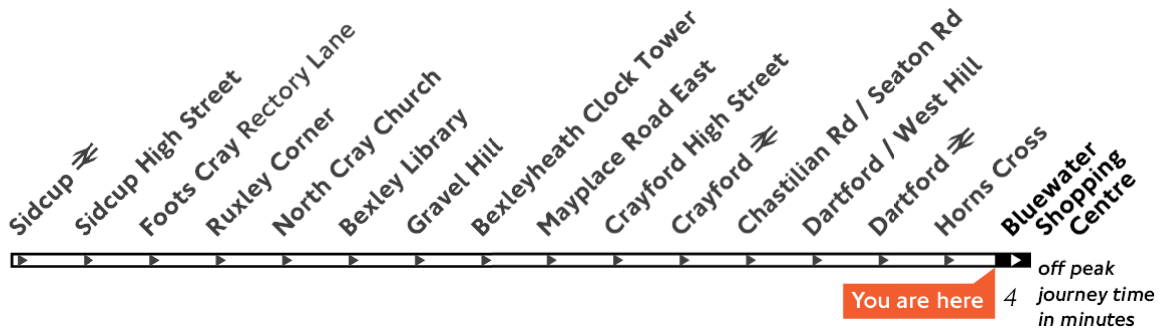 Sidcup
Sidcup High Street
Foots Cray Rectory Lane
Ruxley Corner
North Cray Church
Bexley Library
Gravel Hill
Bexleyheath Clock Tower
Mayplace Road East
Crayford High Street
Crayford
Chastilian Rd / Seaton Rd
Dartford / West Hill
Dartford
Horns Cross
Bluewater
Shopping
Centre
You are here
4
off peak
journey time
in minutes